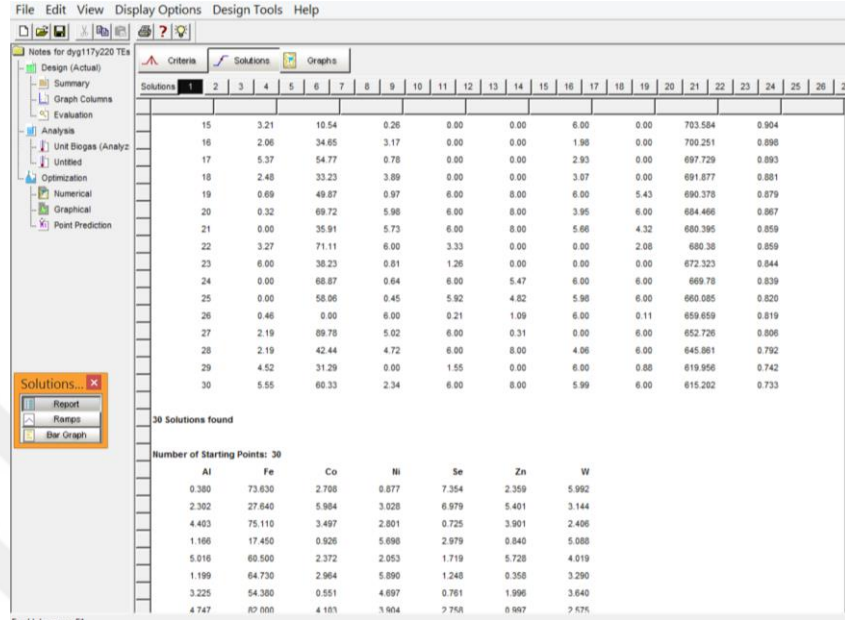 File Edit View Display Options Design Tools Help
Notes for dyg117y220 TEs
Design (Actual)
Summary
Graph Columns
Evaluation
Analysis
Unit Biogas (Analyz
Untitled
Optimization
Numerical
Graphical
Point Prediction
Criteria Solutions Graphs
Solutions 1 2 3 4 5 6 7 8 9 10 11 12 13 14 15 16 17 18 19 20 21 22 23 24 25 26 2
15 3.21 10.54 0.26 0.00 0.00 6.00 0.00 703.584 0.904
16 2.06 34.65 3.17 0.00 0.00 1.98 0.00 700.251 0.898
17 5.37 54.77 0.78 0.00 0.00 2.93 0.00 697.729 0.893
18 2.48 33.23 3.89 0.00 0.00 3.07 0.00 691.877 0.881
19 0.69 49.87 0.97 6.00 8.00 6.00 5.43 690.378 0.879
20 0.32 69.72 5.98 6.00 8.00 3.95 6.00 684.466 0.867
21 0.00 35.91 5.73 6.00 8.00 5.66 4.32 680.395 0.859
22 3.27 71.11 6.00 3.33 0.00 0.00 2.08 680.38 0.859
23 6.00 38.23 0.81 1.26 0.00 0.00 0.00 672.323 0.844
24 0.00 68.87 0.64 6.00 5.47 6.00 6.00 669.78 0.839
25 0.00 58.06 0.45 5.92 4.82 5.98 6.00 660.085 0.820
26 0.46 0.00 6.00 0.21 1.09 6.00 0.11 659.659 0.819
27 2.19 89.78 5.02 6.00 0.31 0.00 6.00 652.726 0.806
28 2.19 42.44 4.72 6.00 8.00 4.06 6.00 645.861 0.792
29 4.52 31.29 0.00 1.55 0.00 6.00 0.88 619.956 0.742
30 5.55 60.33 2.34 6.00 8.00 5.99 6.00 615.202 0.733
Solutions...
Report
Ramps
Bar Graph
30 Solutions found
Number of Starting Points: 30
Al Fe Co Ni Se Zn W
0.380 73.630 2.708 0.877 7.354 2.359 5.992
2.302 27.640 5.984 3.028 6.979 5.401 3.144
4.403 75.110 3.497 2.801 0.725 3.901 2.406
1.166 17.450 0.926 5.698 2.979 0.840 5.088
5.016 60.500 2.372 2.053 1.719 5.728 4.019
1.199 64.730 2.964 5.890 1.248 0.358 3.290
3.225 54.380 0.551 4.697 0.761 1.996 3.640
4.747 82.000 4.183 3.904 2.758 0.997 2.575